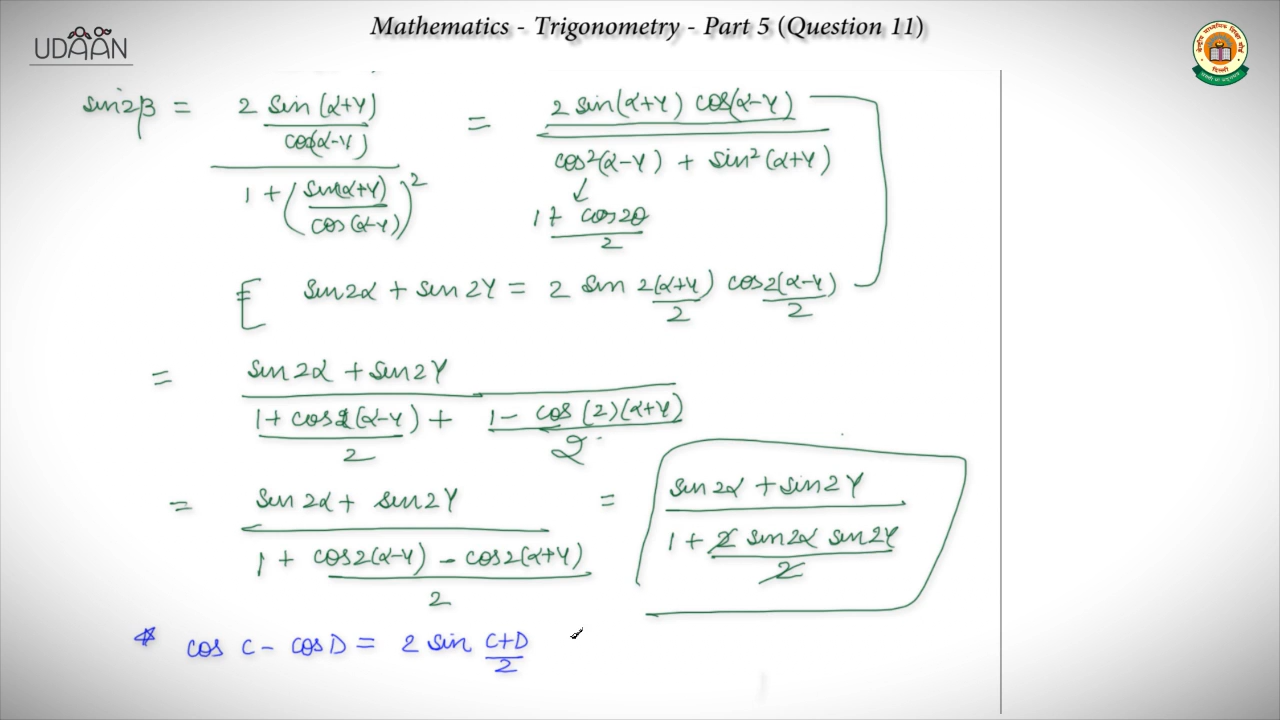 Mathematics - Trigonometry - Part 5 (Question 11)
UDAAN
sin2β = (2 sin(α+γ)/cos(α-γ)) / (1 + (sin(α+γ)/cos(α-γ))²) = 2 sin(α+γ) cos(α-γ) / (cos²(α-γ) + sin²(α+γ))
↓
(1 + cos2θ)/2
[ sin2α + sin2γ = 2 sin 2(α+γ)/2 cos 2(α-γ)/2
= (sin2α + sin2γ) / ((1 + cos2(α-γ))/2 + (1 - cos(2)(α+γ))/2)
= (sin2α + sin2γ) / (1 + (cos2(α-γ) - cos2(α+γ))/2) = (sin2α + sin2γ) / (1 + 2 sin2α sin2γ/2)
* cos C - cos D = 2 sin (C+D)/2